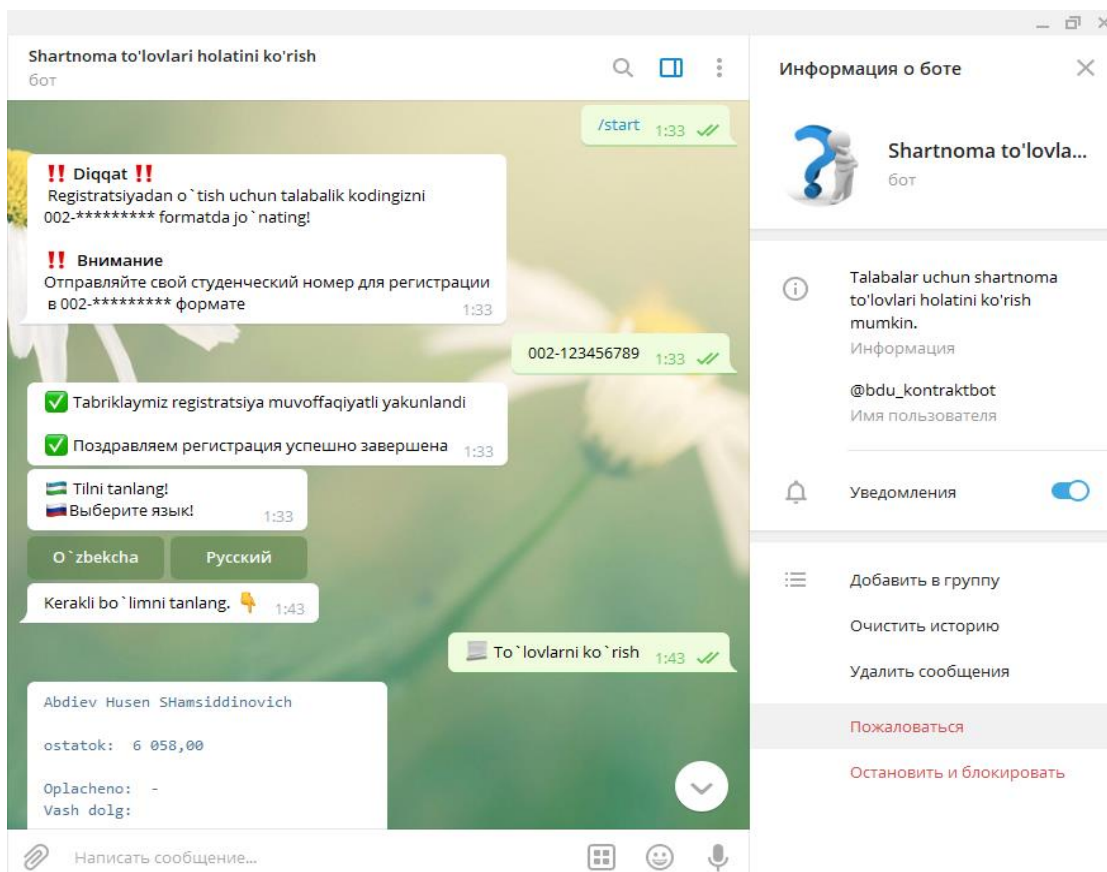 Shartnoma to'lovlari holatini ko'rish
бот
/start 1:33
‼ Diqqat ‼
Registratsiyadan o`tish uchun talabalik kodingizni
002-********* formatda jo`nating!
‼ Внимание
Отправляйте свой студенческий номер для регистрации
в 002-********* формате
1:33
002-123456789 1:33
✅ Tabriklaymiz registratsiya muvoffaqiyatli yakunlandi
✅ Поздравляем регистрация успешно завершена 1:33
🇺🇿 Tilni tanlang!
🇷🇺 Выберите язык! 1:33
O`zbekcha Русский
Kerakli bo`limni tanlang. 👇 1:43
To`lovlarni ko`rish 1:43
Abdiev Husen SHamsiddinovich
ostatok: 6 058,00
Oplacheno: -
Vash dolg:
Написать сообщение...
Информация о боте
Shartnoma to'lovla...
бот
Talabalar uchun shartnoma
to'lovlari holatini ko'rish
mumkin.
Информация
@bdu_kontraktbot
Имя пользователя
Уведомления
Добавить в группу
Очистить историю
Удалить сообщения
Пожаловаться
Остановить и блокировать